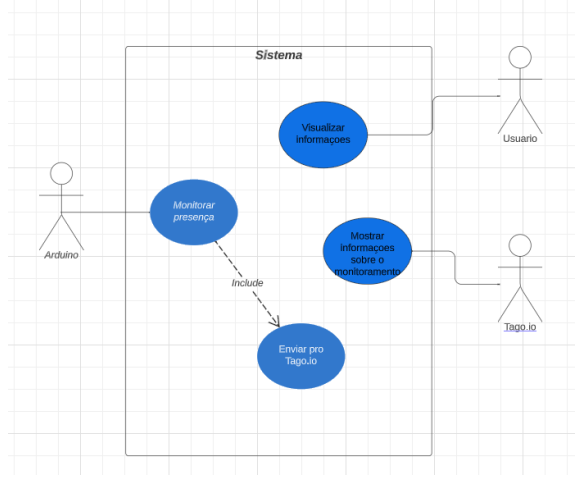 Sistema
Visualizar
informaçoes
Usuario
Monitorar
presença
Arduino
Mostrar
informaçoes
sobre o
monitoramento
Include
Tago.io
Enviar pro
Tago.io